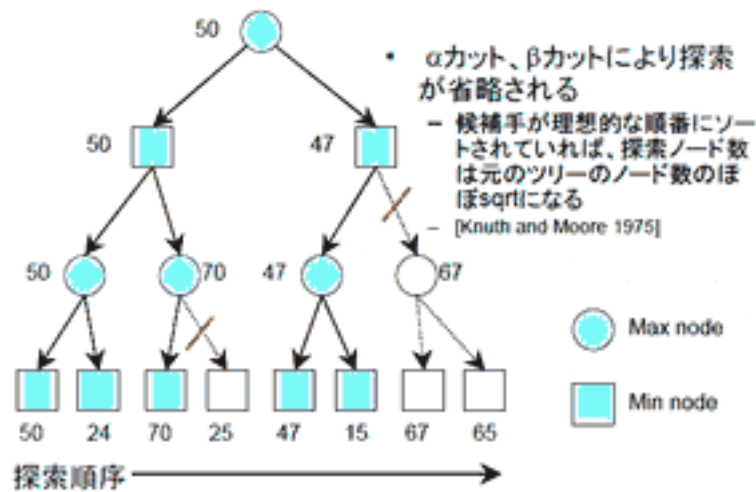 50
• αカット、βカットにより探索
が省略される
50
47
– 候補手が理想的な順番にソー
トされていれば、探索ノード数
は元のツリーのノード数のほ
ぼsqrtになる
– [Knuth and Moore 1975]
50
70
47
67
Max node
Min node
50 24 70 25 47 15 67 65
探索順序